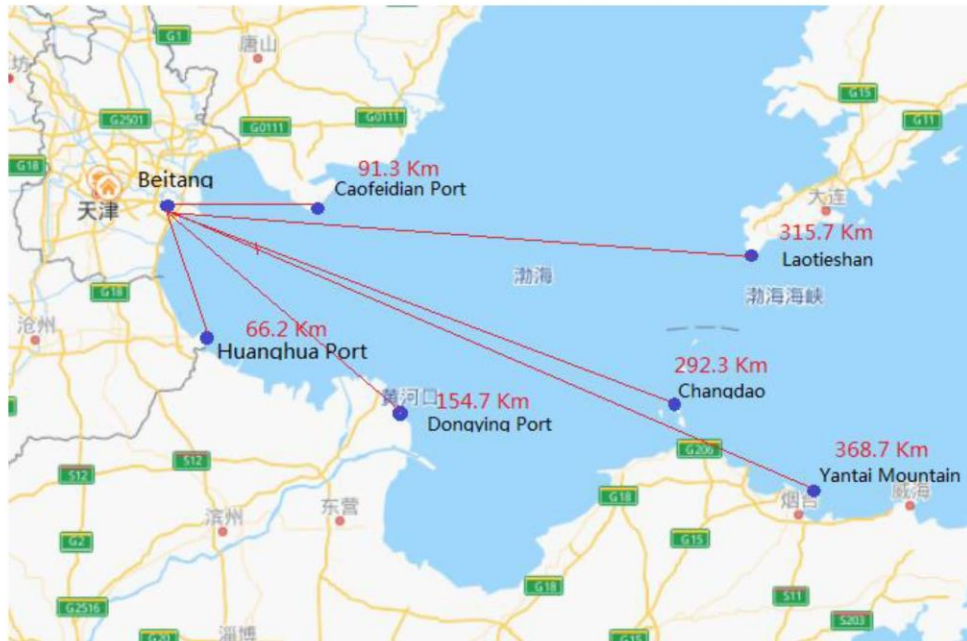 G1
唐山
坊
G15
G2501
G0111
G0111
G11
G18
91.3 Km
Beitang
Caofeidian Port
大连
天津
315.7 Km
Laotieshan
渤海
渤海海峡
G18
沧州
66.2 Km
Huanghua Port
292.3 Km
Changdao
黄河口
154.7 Km
Dongying Port
G206
368.7 Km
Yantai Mountain
S12
S12
G18
烟台
威海
东营
滨州
G2
G15
G18
S11
G2516
S203
淄博
G20
G15